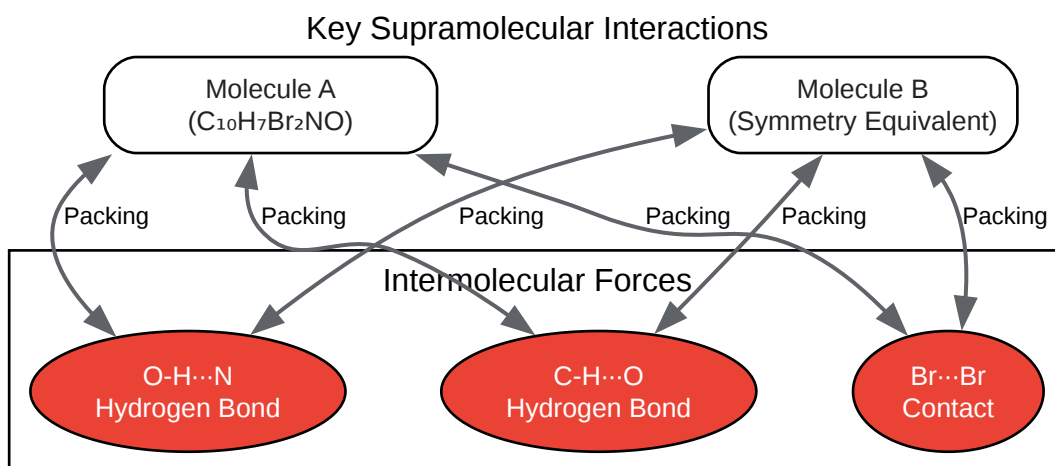 Key Supramolecular Interactions
Molecule A
(C₁₀H₇Br₂NO)
Molecule B
(Symmetry Equivalent)
Packing
Packing
Packing
Packing
Packing
Packing
Intermolecular Forces
O-H···N
Hydrogen Bond
C-H···O
Hydrogen Bond
Br···Br
Contact